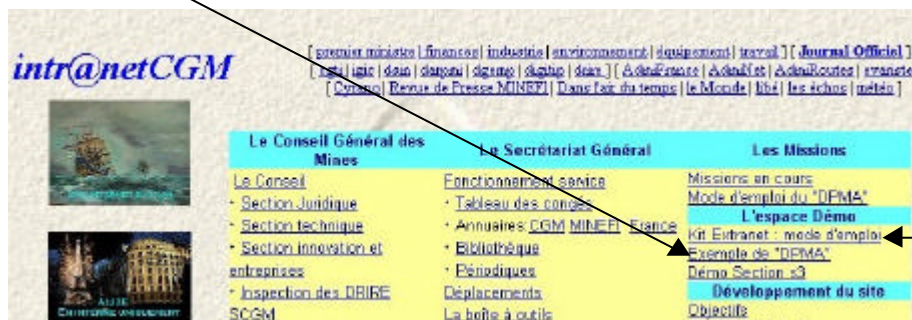 [ premier ministre | finances | industrie | environnement | équipement | travail ] [ Journal Officiel ]
intr@netCGM
AdmiFrance | AdmiNet | AdmiRoutes
[ Cyrano | Revue de Presse MINEFI | Dans l'air du temps | le Monde | libé | les échos | météo ]
Le Conseil Général des Mines
Le Conseil
· Section Juridique
· Section technique
· Section innovation et
entreprises
· Inspection des DRIRE
SCGM
Le Secrétariat Général
Fonctionnement service
· Tableau des congés
· Annuaires: CGM MINEFI France
· Bibliothèque
· Périodiques
Déplacements
La boîte à outils
Les Missions
Missions en cours
Mode d'emploi du "DPMA"
L'espace Démo
Kit Extranet : mode d'emploi
Exemple de "DPMA"
Démo Section s3
Développement du site
Objectifs